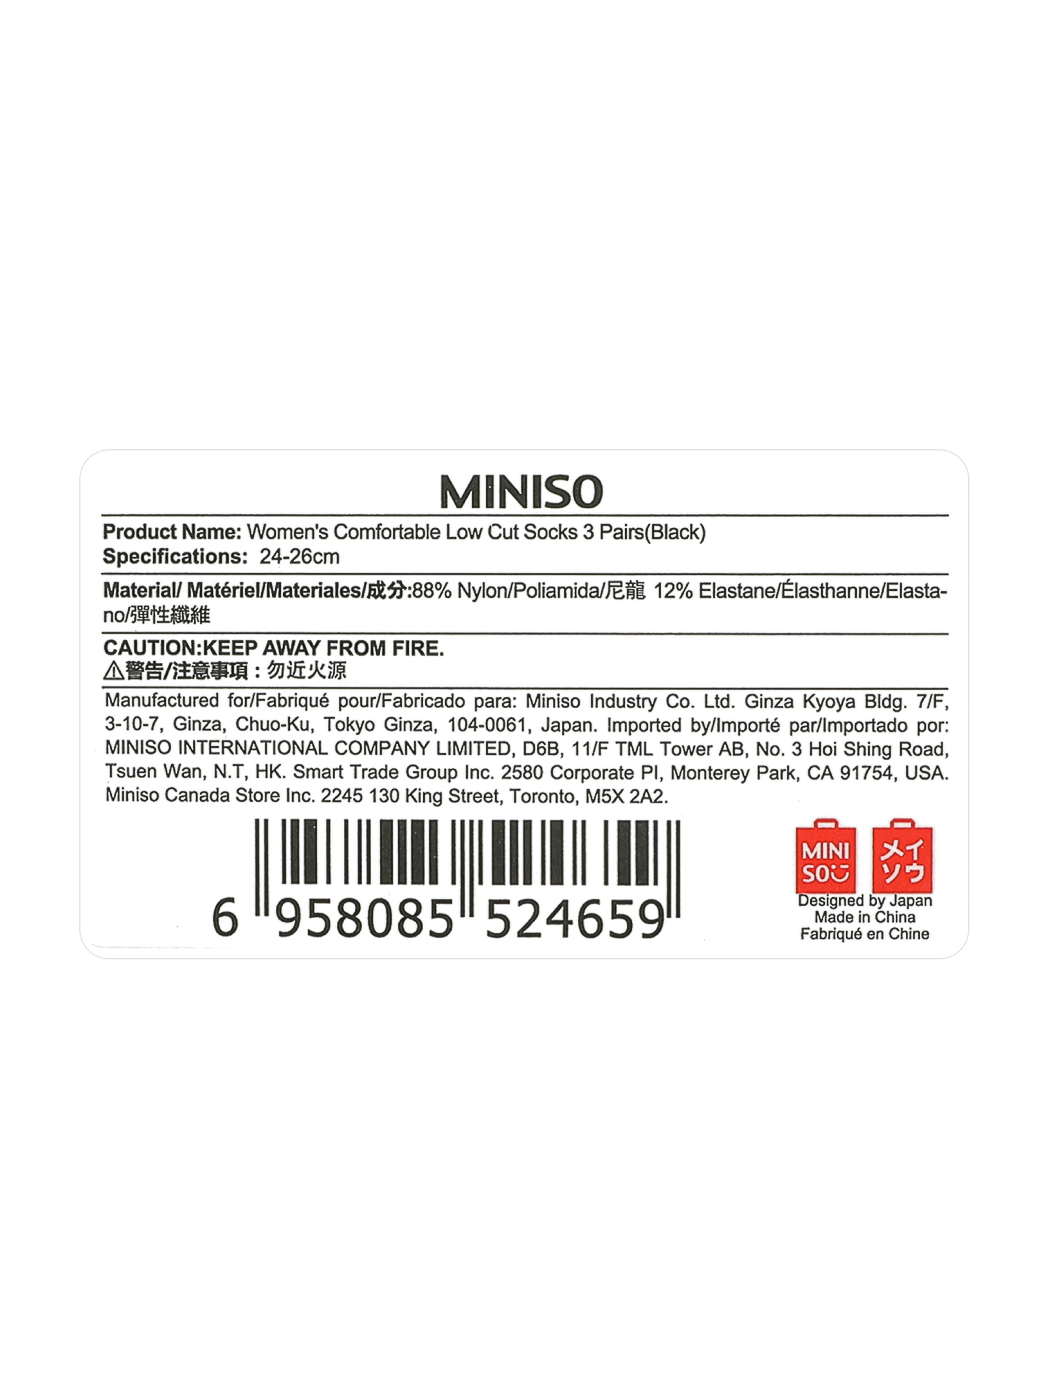 MINISO
Product Name: Women's Comfortable Low Cut Socks 3 Pairs(Black)
Specifications: 24-26cm
Material/ Matériel/Materiales/成分:88% Nylon/Poliamida/尼龍 12% Elastane/Élasthanne/Elasta-
no/彈性纖維
CAUTION:KEEP AWAY FROM FIRE.
⚠警告/注意事項：勿近火源
Manufactured for/Fabriqué pour/Fabricado para: Miniso Industry Co. Ltd. Ginza Kyoya Bldg. 7/F,
3-10-7, Ginza, Chuo-Ku, Tokyo Ginza, 104-0061, Japan. Imported by/Importé par/Importado por:
MINISO INTERNATIONAL COMPANY LIMITED, D6B, 11/F TML Tower AB, No. 3 Hoi Shing Road,
Tsuen Wan, N.T, HK. Smart Trade Group Inc. 2580 Corporate Pl, Monterey Park, CA 91754, USA.
Miniso Canada Store Inc. 2245 130 King Street, Toronto, M5X 2A2.
6 958085 524659
MINI
SO
メイ
ソウ
Designed by Japan
Made in China
Fabriqué en Chine